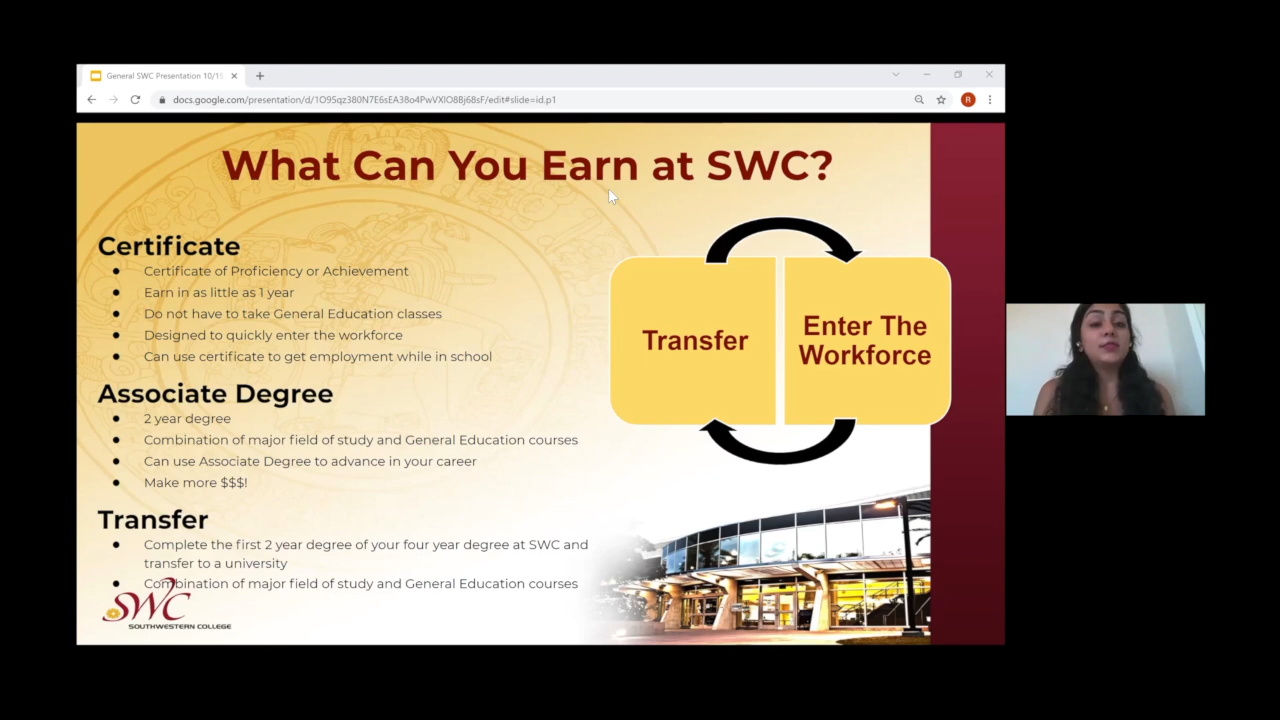 General SWC Presentation 10/15
docs.google.com/presentation/d/1O95qz380N7E6sEA38o4PwVXlO8Bj68sF/edit#slide=id.p1
R
What Can You Earn at SWC?
Certificate
● Certificate of Proficiency or Achievement
● Earn in as little as 1 year
● Do not have to take General Education classes
● Designed to quickly enter the workforce
● Can use certificate to get employment while in school
Associate Degree
● 2 year degree
● Combination of major field of study and General Education courses
● Can use Associate Degree to advance in your career
● Make more $$$!
Transfer
● Complete the first 2 year degree of your four year degree at SWC and
transfer to a university
● Combination of major field of study and General Education courses
SWC
SOUTHWESTERN COLLEGE
Transfer
Enter The
Workforce